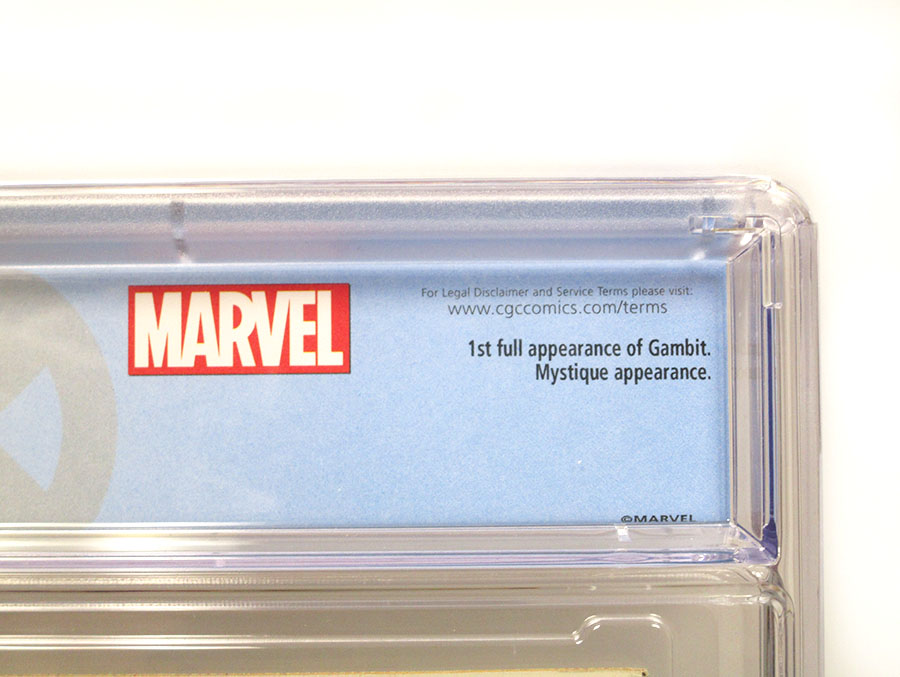 MARVEL
For Legal Disclaimer and Service Terms please visit:
www.cgccomics.com/terms
1st full appearance of Gambit.
Mystique appearance.
©MARVEL